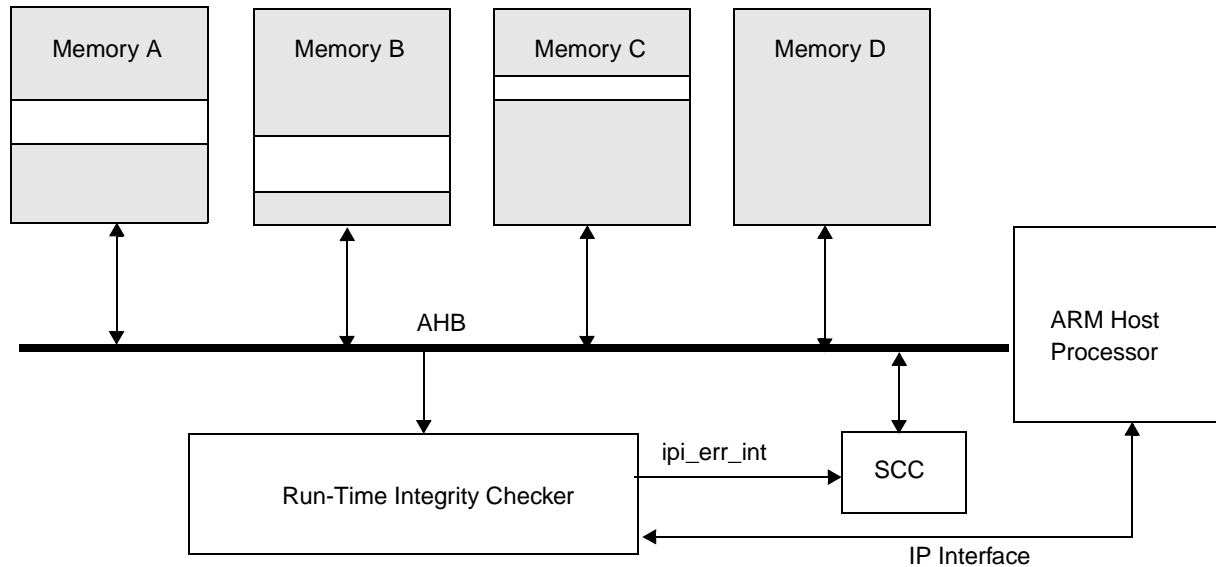 Memory A
Memory B
Memory C
Memory D
AHB
ARM Host
Processor
ipi_err_int
SCC
Run-Time Integrity Checker
IP Interface